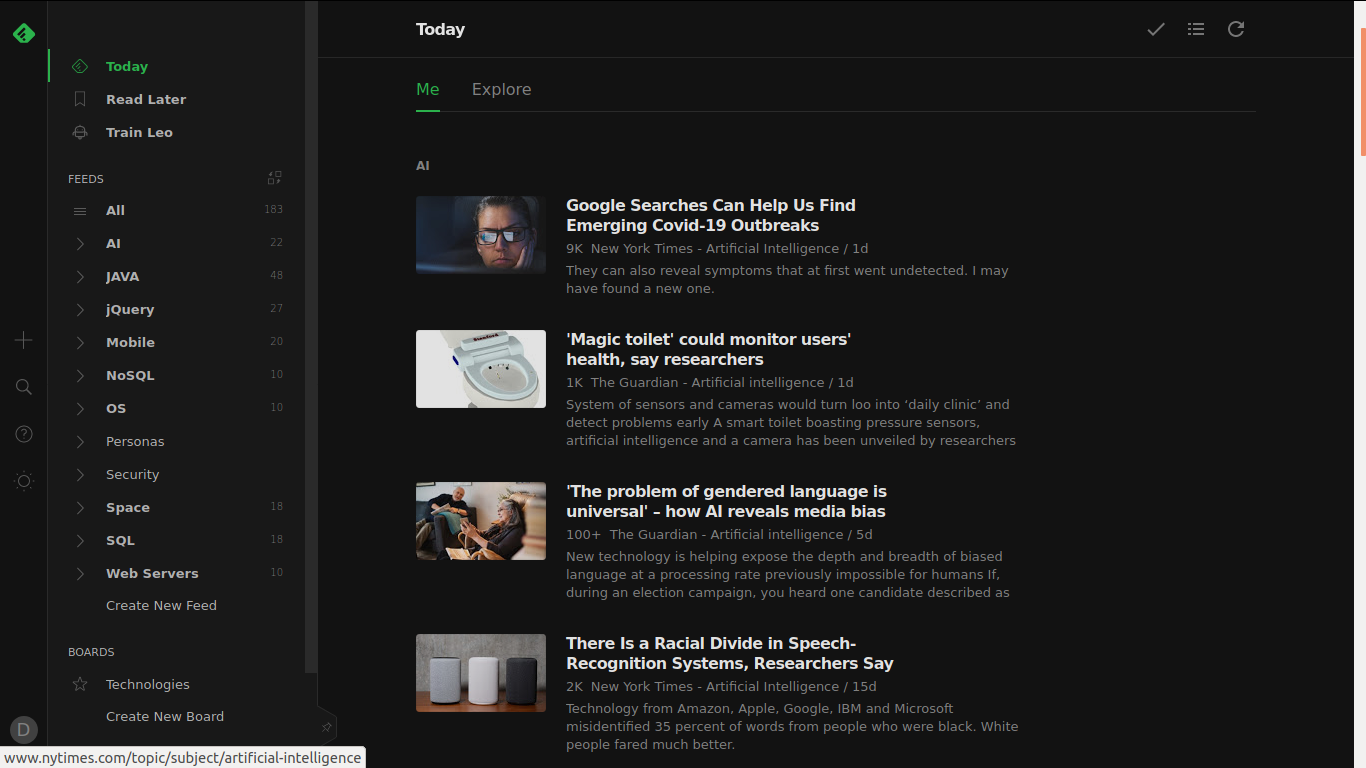 Today
Read Later
Train Leo
FEEDS
All 183
AI 22
JAVA 48
jQuery 27
Mobile 20
NoSQL 10
OS 10
Personas
Security
Space 18
SQL 18
Web Servers 10
Create New Feed
BOARDS
Technologies
Create New Board
D
www.nytimes.com/topic/subject/artificial-intelligence
Today
Me Explore
AI
Google Searches Can Help Us Find
Emerging Covid-19 Outbreaks
9K New York Times - Artificial Intelligence / 1d
They can also reveal symptoms that at first went undetected. I may
have found a new one.
'Magic toilet' could monitor users'
health, say researchers
1K The Guardian - Artificial intelligence / 1d
System of sensors and cameras would turn loo into ‘daily clinic’ and
detect problems early A smart toilet boasting pressure sensors,
artificial intelligence and a camera has been unveiled by researchers
'The problem of gendered language is
universal' – how AI reveals media bias
100+ The Guardian - Artificial intelligence / 5d
New technology is helping expose the depth and breadth of biased
language at a processing rate previously impossible for humans If,
during an election campaign, you heard one candidate described as
There Is a Racial Divide in Speech-
Recognition Systems, Researchers Say
2K New York Times - Artificial Intelligence / 15d
Technology from Amazon, Apple, Google, IBM and Microsoft
misidentified 35 percent of words from people who were black. White
people fared much better.